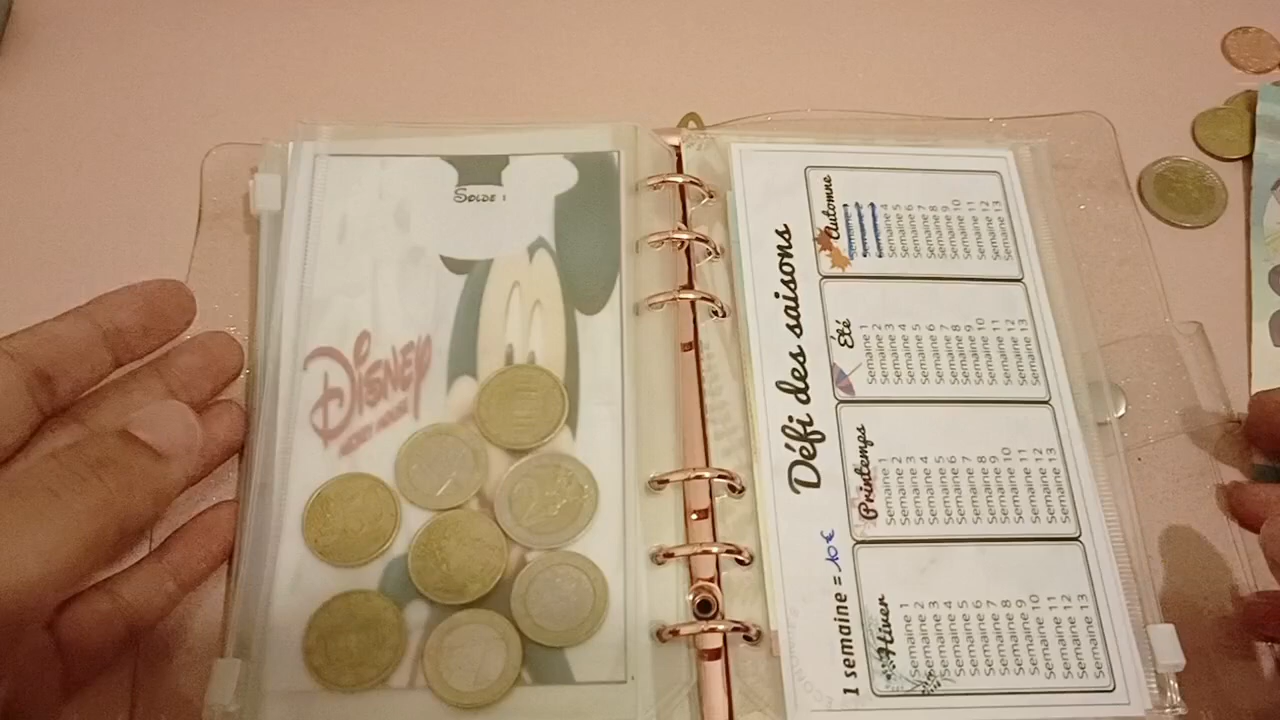 Solde :
Disney
Mickey Mouse
Défi des saisons
1 semaine = 10€
Hiver
Semaine 1
Semaine 2
Semaine 3
Semaine 4
Semaine 5
Semaine 6
Semaine 7
Semaine 8
Semaine 9
Semaine 10
Semaine 11
Semaine 12
Semaine 13
Printemps
Semaine 1
Semaine 2
Semaine 3
Semaine 4
Semaine 5
Semaine 6
Semaine 7
Semaine 8
Semaine 9
Semaine 10
Semaine 11
Semaine 12
Semaine 13
Été
Semaine 1
Semaine 2
Semaine 3
Semaine 4
Semaine 5
Semaine 6
Semaine 7
Semaine 8
Semaine 9
Semaine 10
Semaine 11
Semaine 12
Semaine 13
Automne
Semaine 1
Semaine 2
Semaine 3
Semaine 4
Semaine 5
Semaine 6
Semaine 7
Semaine 8
Semaine 9
Semaine 10
Semaine 11
Semaine 12
Semaine 13